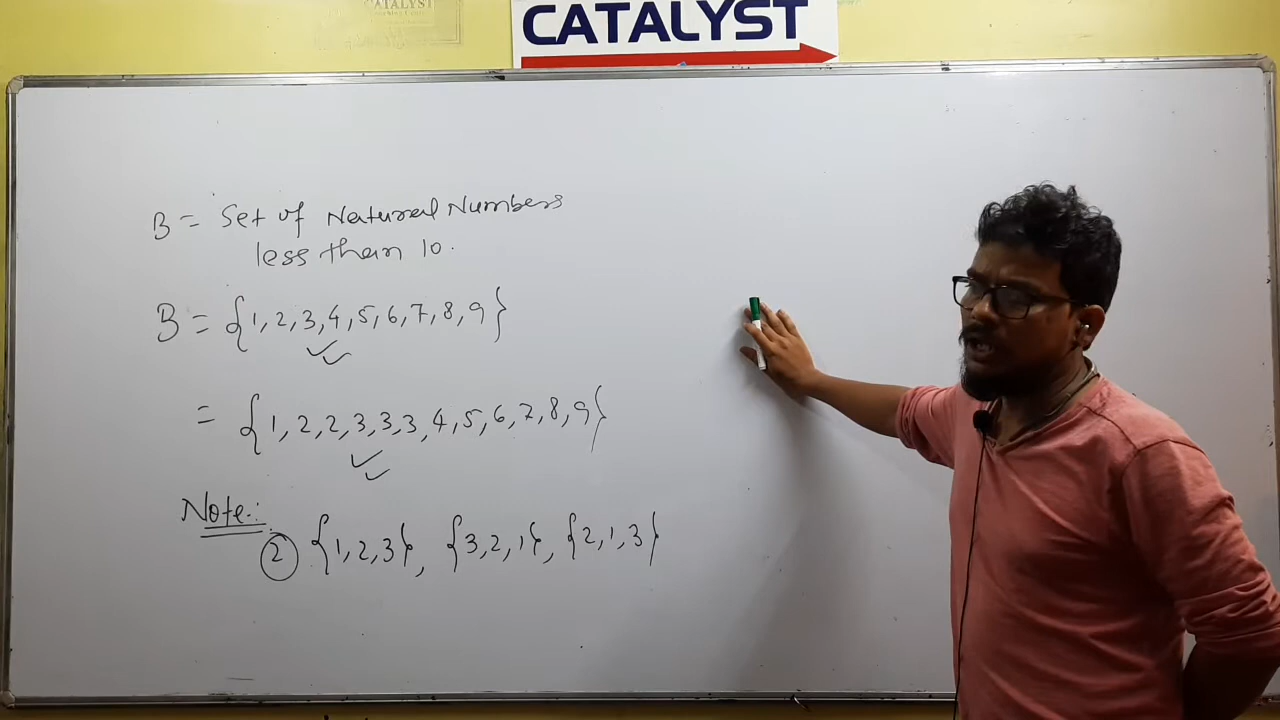 CATALYST
CATALYST
B = Set of Natural Numbers
less than 10.
B = {1, 2, 3, 4, 5, 6, 7, 8, 9}
= {1, 2, 2, 3, 3, 3, 4, 5, 6, 7, 8, 9}
Note:
② {1, 2, 3}, {3, 2, 1}, {2, 1, 3}